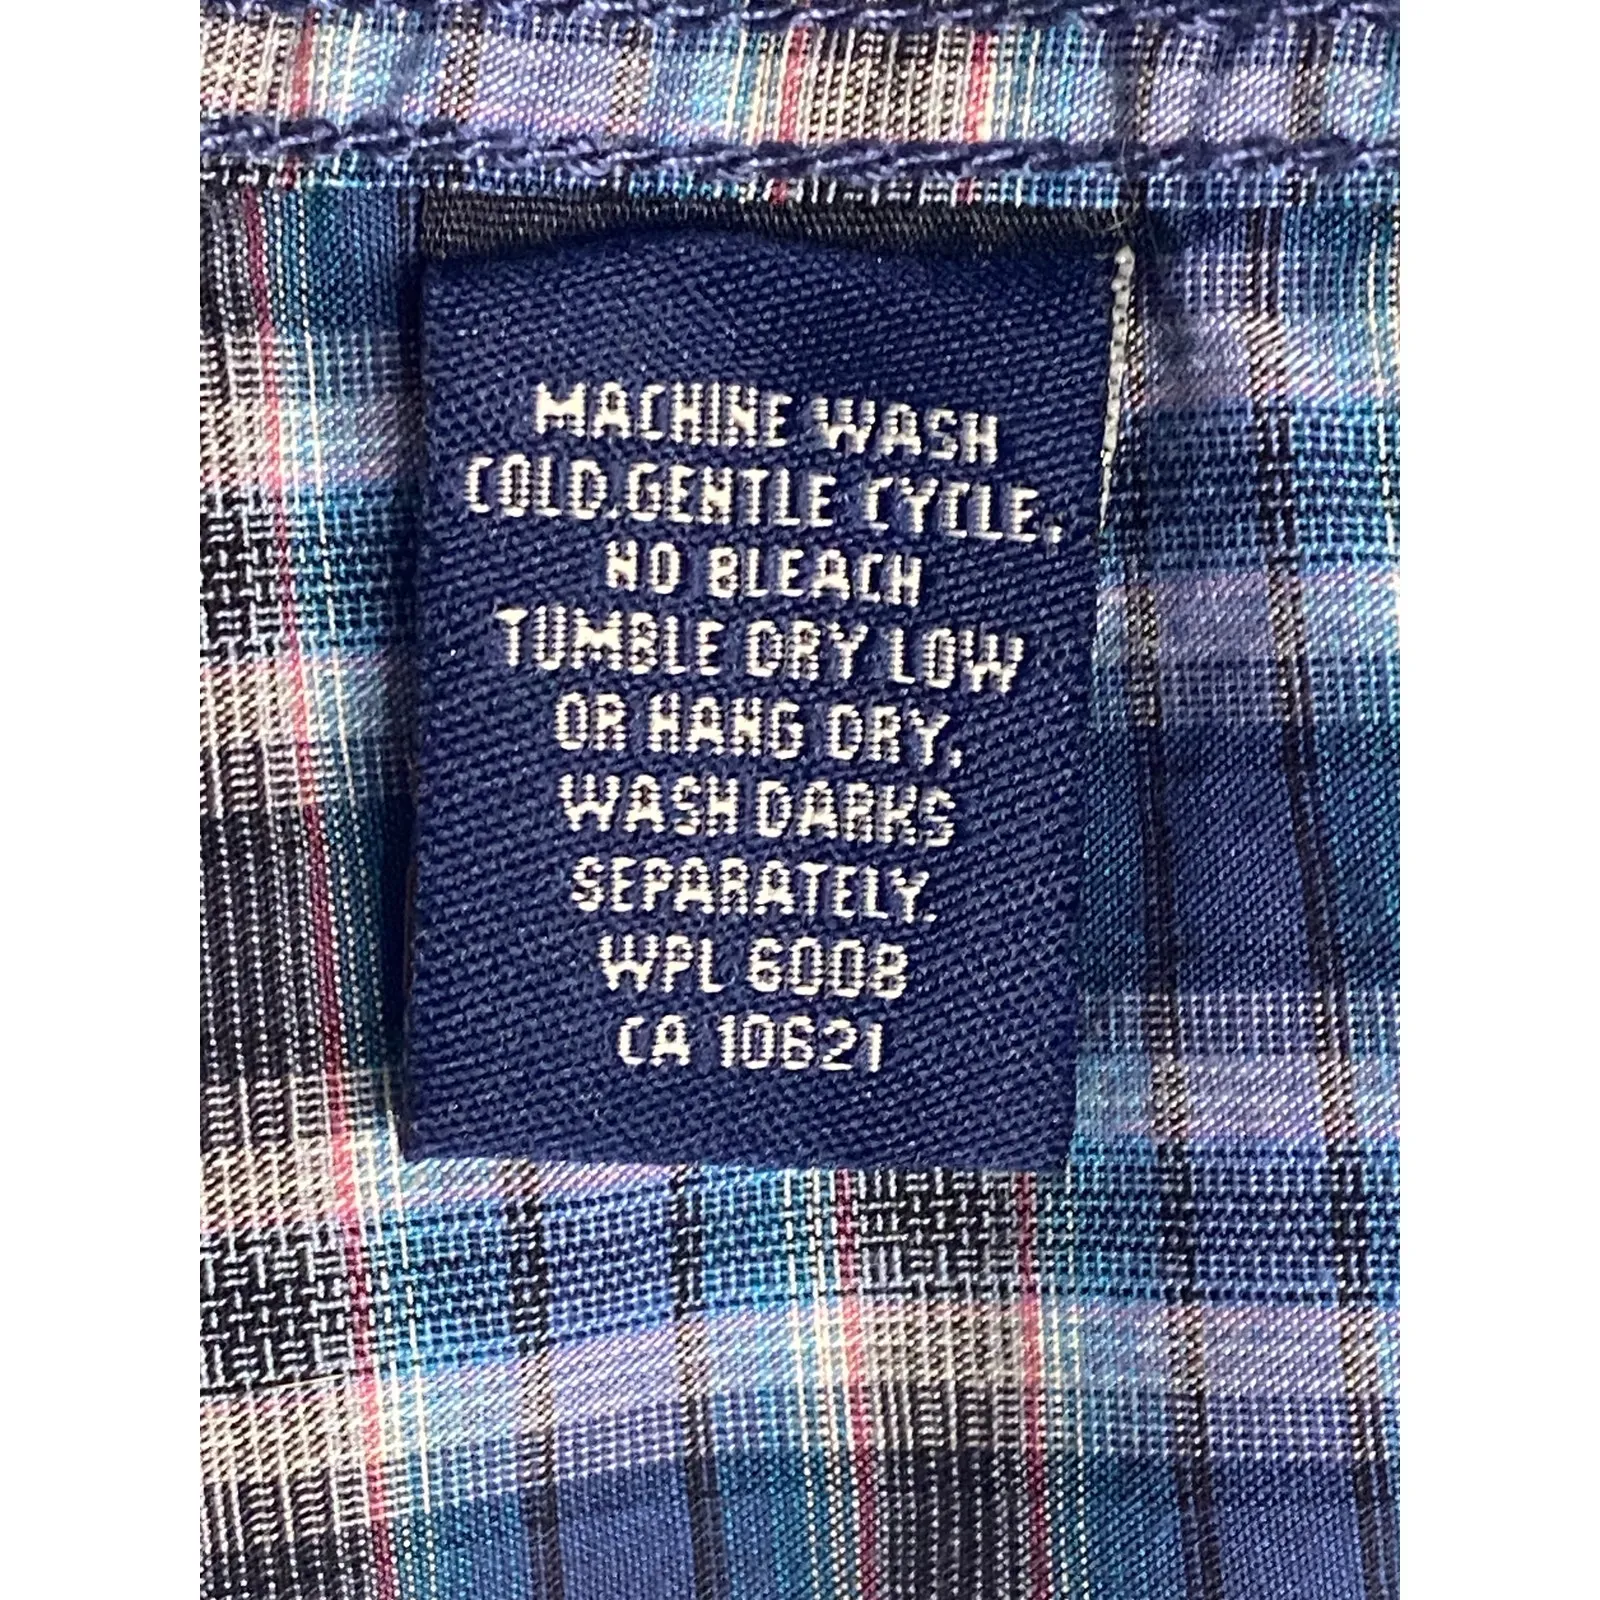 MACHINE WASH
COLD.GENTLE CYCLE,
NO BLEACH
TUMBLE DRY LOW
OR HANG DRY,
WASH DARKS
SEPARATELY.
WPL 6008
CA 10621